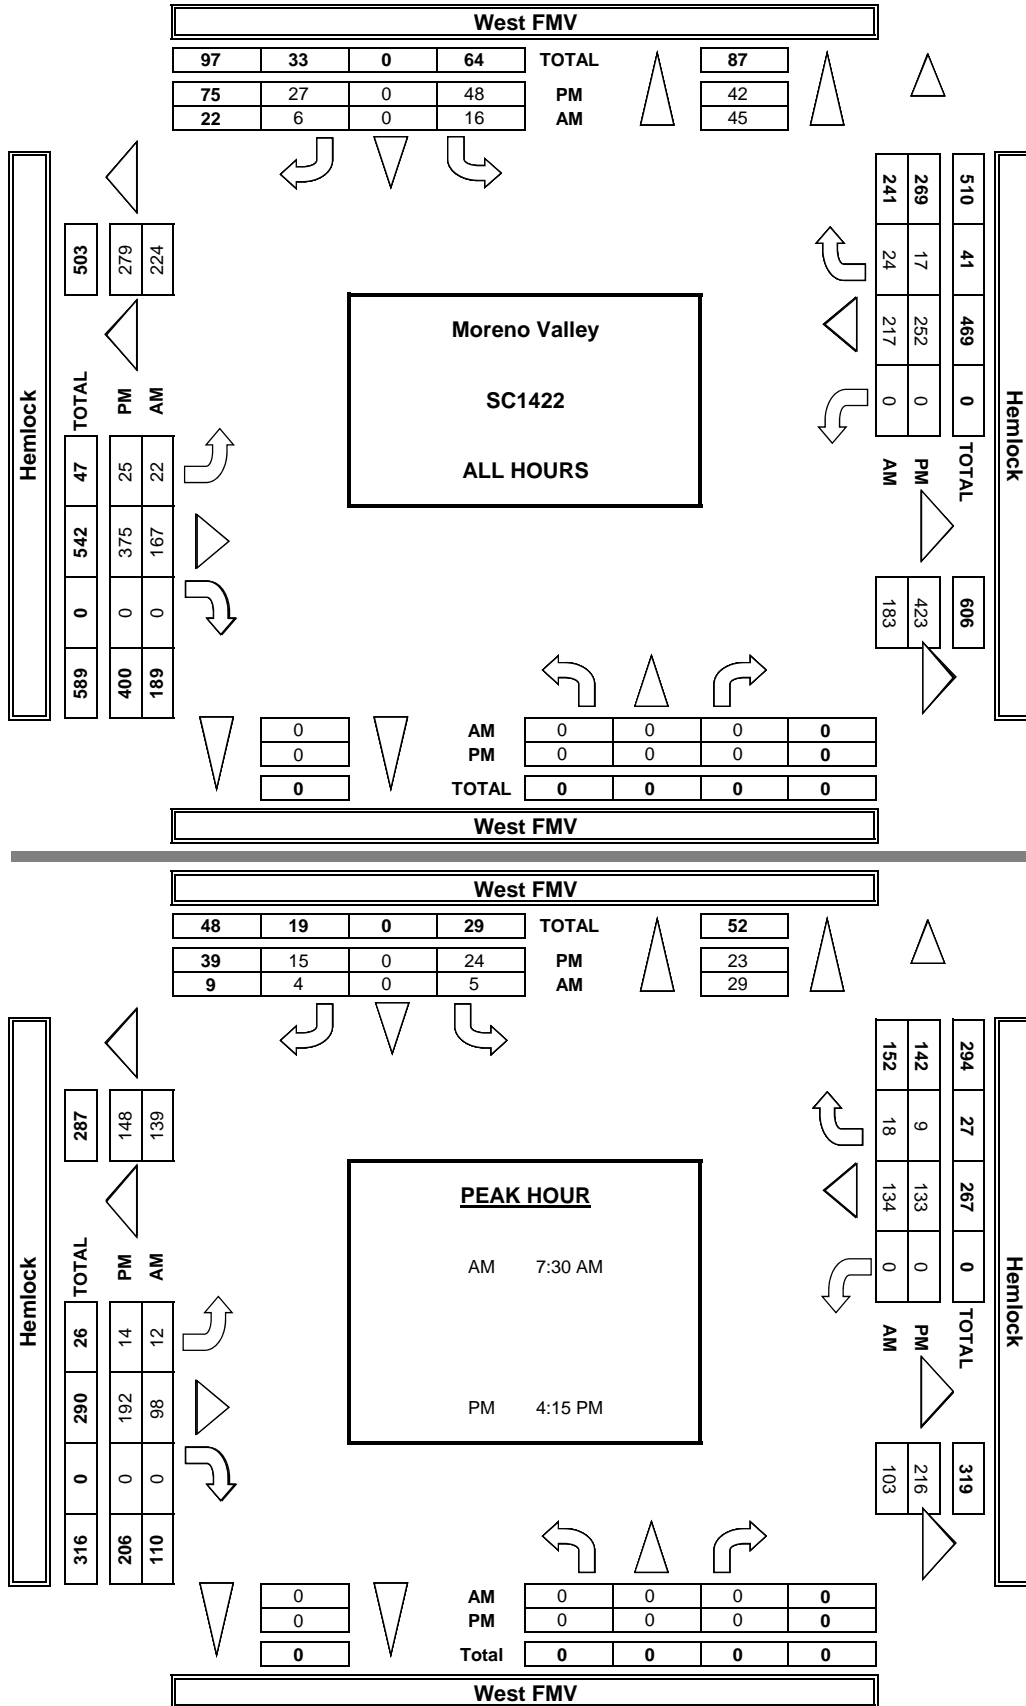 West FMV
97 33 0 64 TOTAL 87
75 27 0 48 PM 42
22 6 0 16 AM 45
Hemlock
503 279 224
TOTAL PM AM
47 25 22
542 375 167
0 0 0
589 400 189
Moreno Valley
SC1422
ALL HOURS
241 269 510
24 17 41
217 252 469
0 0 0
AM PM TOTAL
183 423 606
Hemlock
0 AM 0 0 0 0
0 PM 0 0 0 0
0 TOTAL 0 0 0 0
West FMV
West FMV
48 19 0 29 TOTAL 52
39 15 0 24 PM 23
9 4 0 5 AM 29
Hemlock
287 148 139
TOTAL PM AM
26 14 12
290 192 98
0 0 0
316 206 110
PEAK HOUR
AM 7:30 AM
PM 4:15 PM
152 142 294
18 9 27
134 133 267
0 0 0
AM PM TOTAL
103 216 319
Hemlock
0 AM 0 0 0 0
0 PM 0 0 0 0
0 Total 0 0 0 0
West FMV